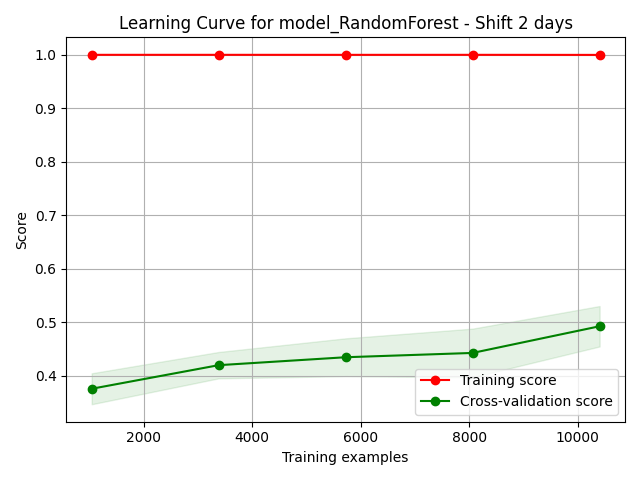 Learning Curve for model_RandomForest - Shift 2 days
1.0
0.9
0.8
0.7
0.6
0.5
0.4
Score
2000 4000 6000 8000 10000
Training examples
Training score
Cross-validation score